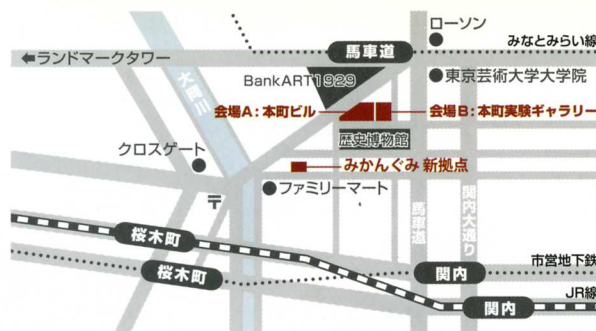 ローソン
みなとみらい線
馬車道
←ランドマークタワー
大岡川
BankART1929
●東京芸術大学大学院
会場A:本町ビル
会場B:本町実験ギャラリー
歴史博物館
クロスゲート
みかんぐみ 新拠点
〒
●ファミリーマート
馬車道
関内大通り
桜木町
市営地下鉄
桜木町
関内
JR線
関内